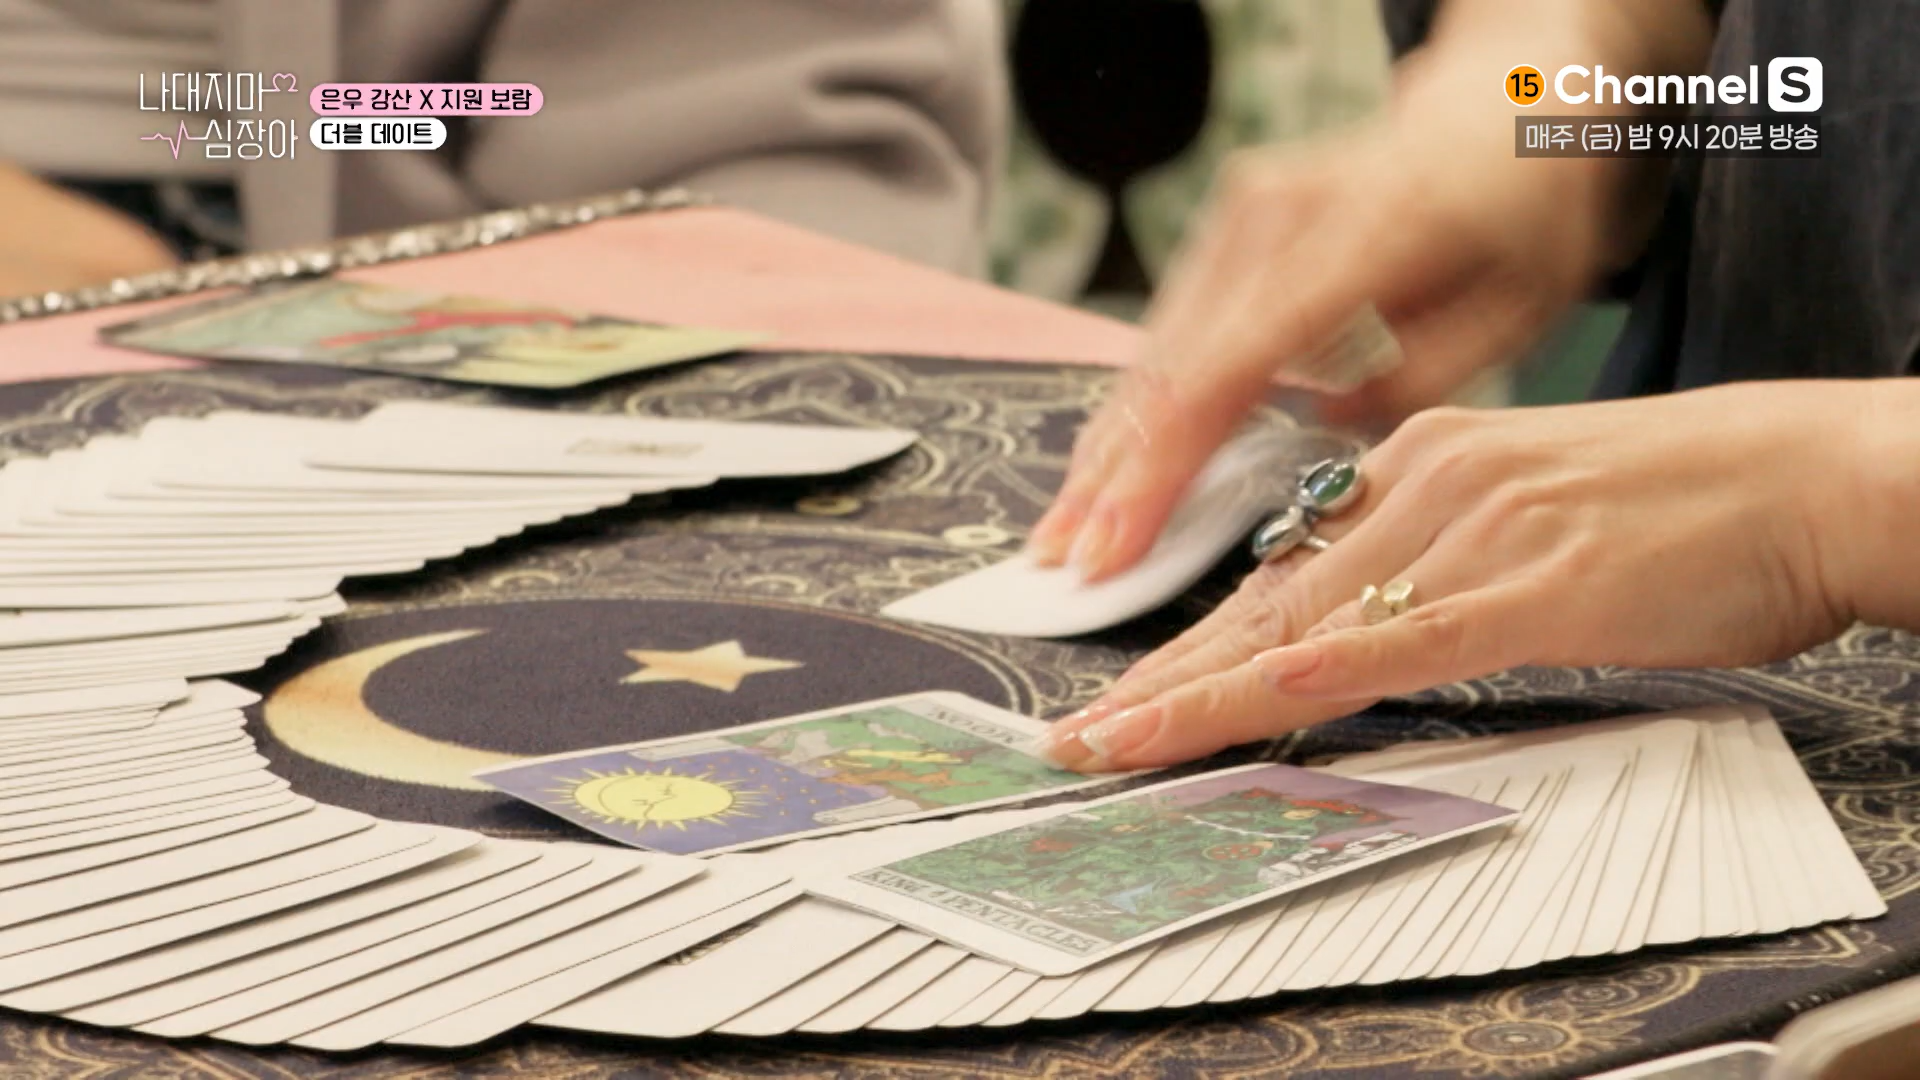 나대지마
심장아
은우 강산 X 지원 보람
더블 데이트
15 Channel S
매주 (금) 밤 9시 20분 방송
MOON.
KING & PENTACLES